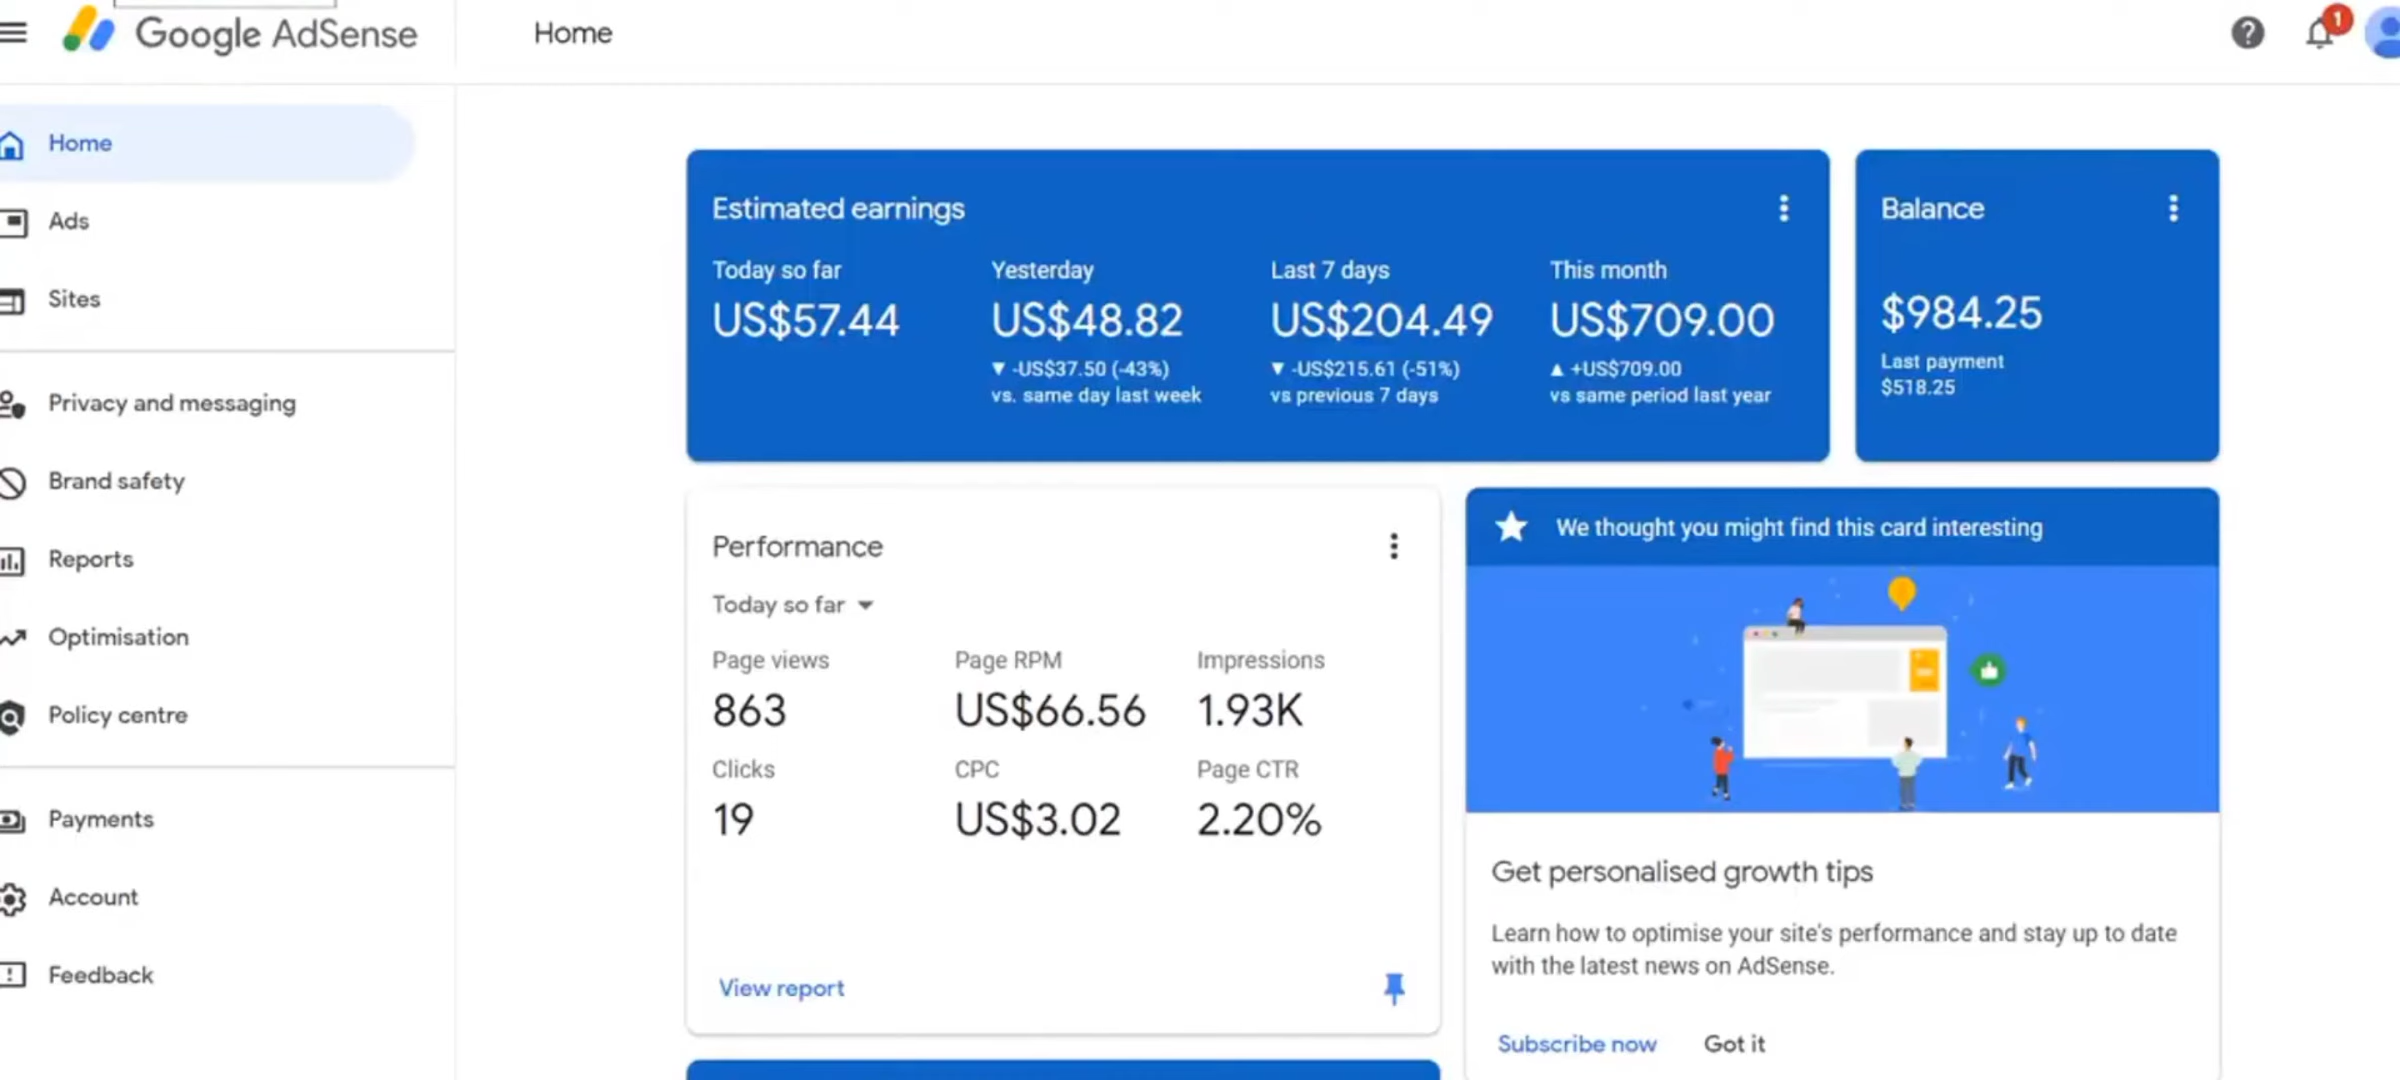 Google AdSense
Home
1
Home
Ads
Sites
Privacy and messaging
Brand safety
Reports
Optimisation
Policy centre
Payments
Account
Feedback
Estimated earnings
Today so far
US$57.44
Yesterday
US$48.82
▼ -US$37.50 (-43%)
vs. same day last week
Last 7 days
US$204.49
▼ -US$215.61 (-51%)
vs previous 7 days
This month
US$709.00
▲ +US$709.00
vs same period last year
Balance
$984.25
Last payment
$518.25
Performance
Today so far
Page views
863
Page RPM
US$66.56
Impressions
1.93K
Clicks
19
CPC
US$3.02
Page CTR
2.20%
View report
We thought you might find this card interesting
Get personalised growth tips
Learn how to optimise your site's performance and stay up to date
with the latest news on AdSense.
Subscribe now
Got it